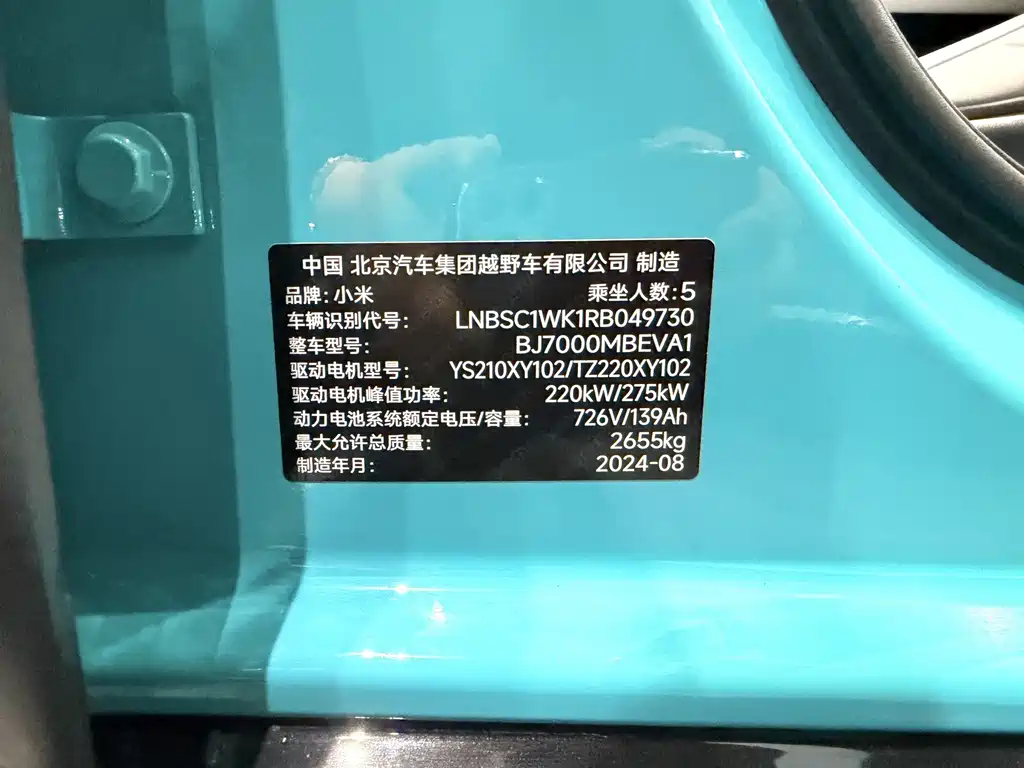 中国 北京汽车集团越野车有限公司 制造
品牌: 小米 乘坐人数: 5
车辆识别代号: LNBSC1WK1RB049730
整车型号: BJ7000MBEVA1
驱动电机型号: YS210XY102/TZ220XY102
驱动电机峰值功率: 220kW/275kW
动力电池系统额定电压/容量: 726V/139Ah
最大允许总质量: 2655kg
制造年月: 2024-08